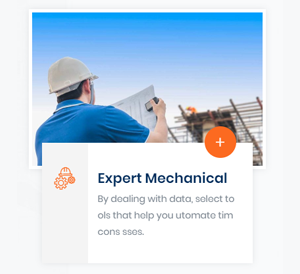 Expert Mechanical
By dealing with data, select to
ols that help you utomate tim
cons sses.